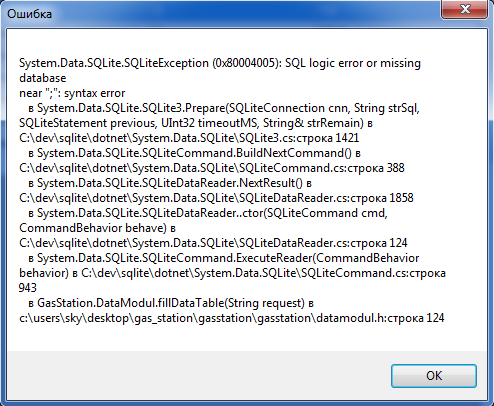 Ошибка
System.Data.SQLite.SQLiteException (0x80004005): SQL logic error or missing
database
near ";": syntax error
в System.Data.SQLite.SQLite3.Prepare(SQLiteConnection cnn, String strSql,
SQLiteStatement previous, UInt32 timeoutMS, String& strRemain) в
C:\dev\sqlite\dotnet\System.Data.SQLite\SQLite3.cs:строка 1421
в System.Data.SQLite.SQLiteCommand.BuildNextCommand() в
C:\dev\sqlite\dotnet\System.Data.SQLite\SQLiteCommand.cs:строка 388
в System.Data.SQLite.SQLiteDataReader.NextResult() в
C:\dev\sqlite\dotnet\System.Data.SQLite\SQLiteDataReader.cs:строка 1858
в System.Data.SQLite.SQLiteDataReader..ctor(SQLiteCommand cmd,
CommandBehavior behave) в
C:\dev\sqlite\dotnet\System.Data.SQLite\SQLiteDataReader.cs:строка 124
в System.Data.SQLite.SQLiteCommand.ExecuteReader(CommandBehavior
behavior) в C:\dev\sqlite\dotnet\System.Data.SQLite\SQLiteCommand.cs:строка
943
в GasStation.DataModul.fillDataTable(String request) в
c:\users\sky\desktop\gas_station\gasstation\gasstation\datamodul.h:строка 124
OK